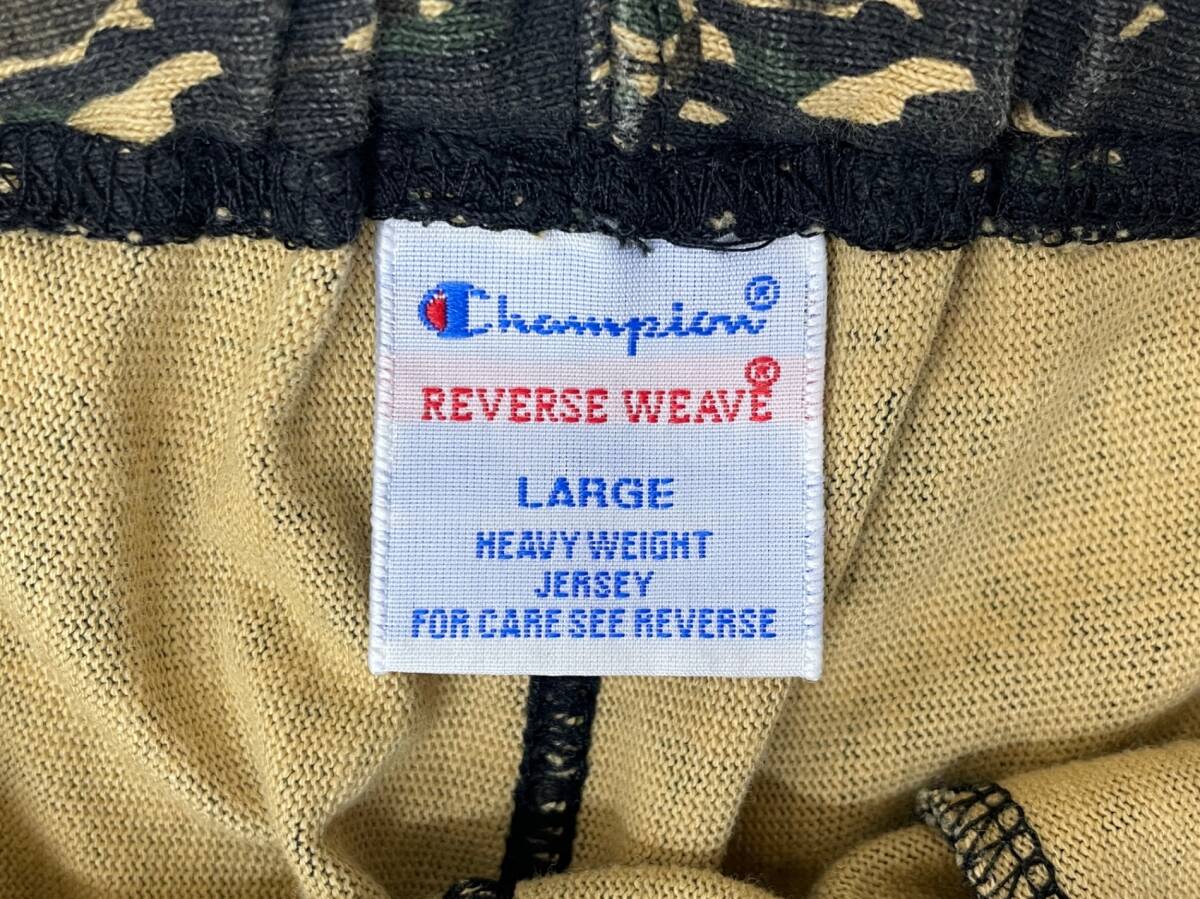 Champion®
REVERSE WEAVE®
LARGE
HEAVY WEIGHT
JERSEY
FOR CARE SEE REVERSE